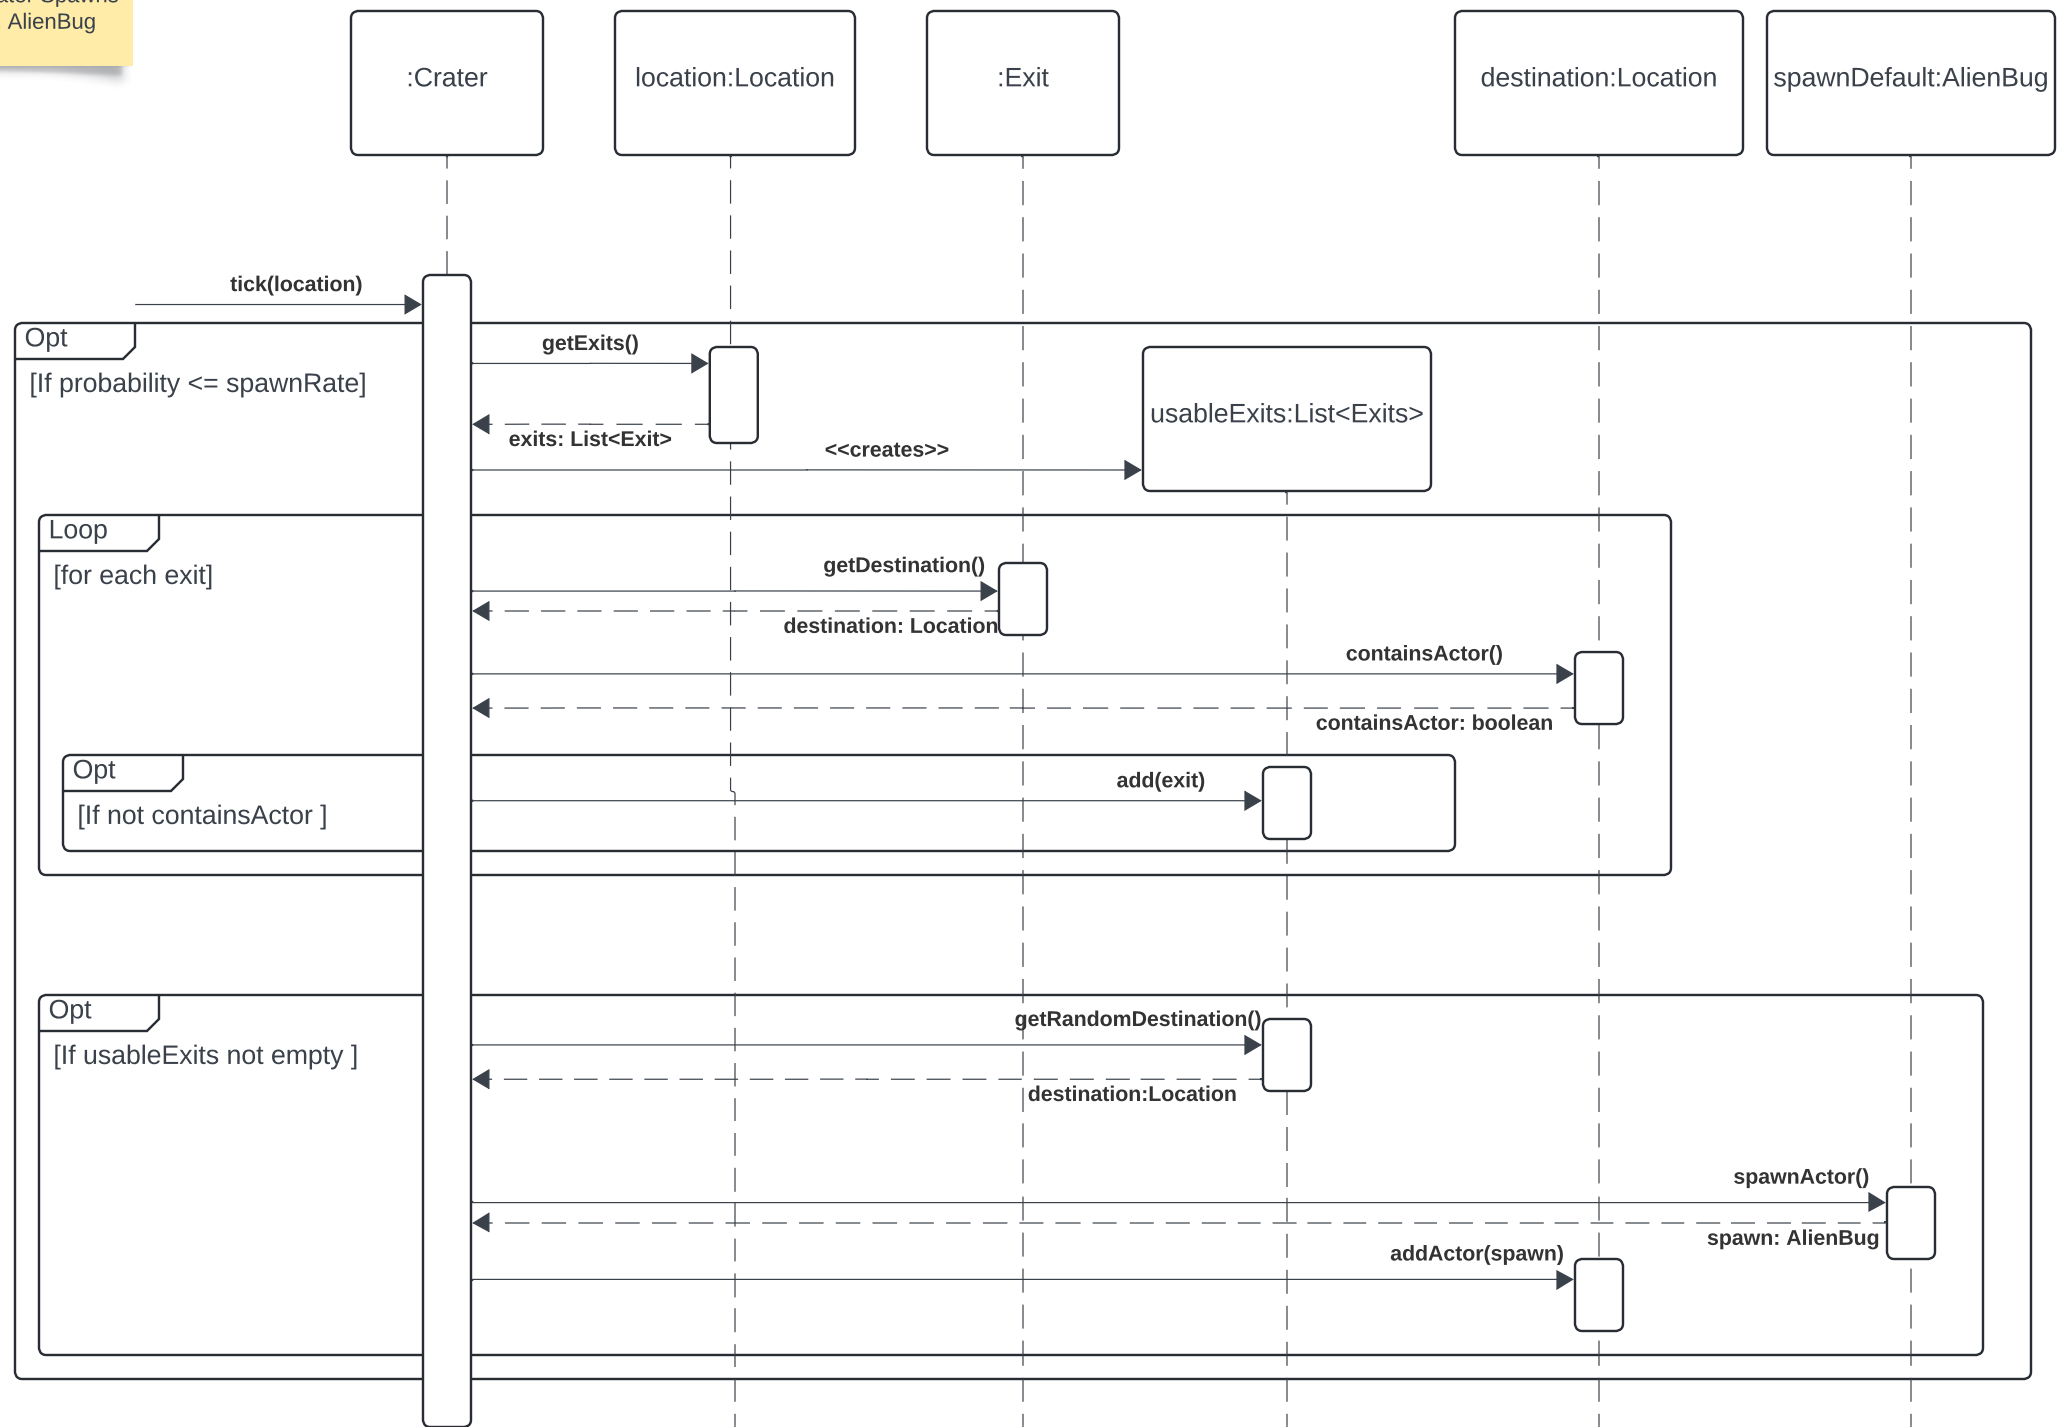 Spawns
AlienBug
:Crater
location:Location
:Exit
destination:Location
spawnDefault:AlienBug
tick(location)
Opt
[If probability <= spawnRate]
getExits()
exits: List<Exit>
usableExits:List<Exits>
<<creates>>
Loop
[for each exit]
getDestination()
destination: Location
containsActor()
containsActor: boolean
Opt
[If not containsActor ]
add(exit)
Opt
[If usableExits not empty ]
getRandomDestination()
destination:Location
spawnActor()
spawn: AlienBug
addActor(spawn)